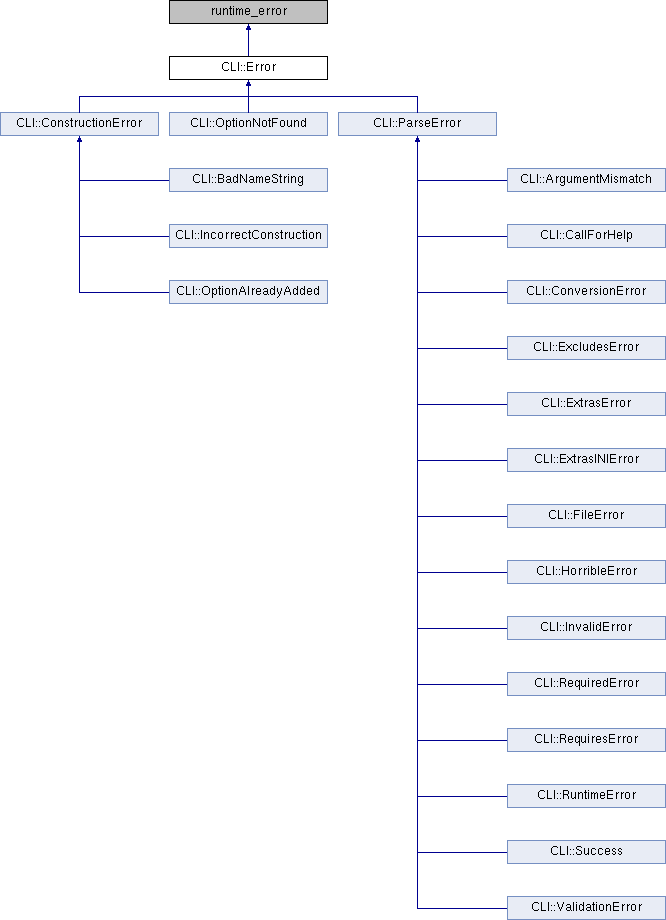 runtime_error
CLI::Error
CLI::ConstructionError
CLI::OptionNotFound
CLI::ParseError
CLI::BadNameString
CLI::ArgumentMismatch
CLI::IncorrectConstruction
CLI::CallForHelp
CLI::OptionAlreadyAdded
CLI::ConversionError
CLI::ExcludesError
CLI::ExtrasError
CLI::ExtrasINIError
CLI::FileError
CLI::HorribleError
CLI::InvalidError
CLI::RequiredError
CLI::RequiresError
CLI::RuntimeError
CLI::Success
CLI::ValidationError